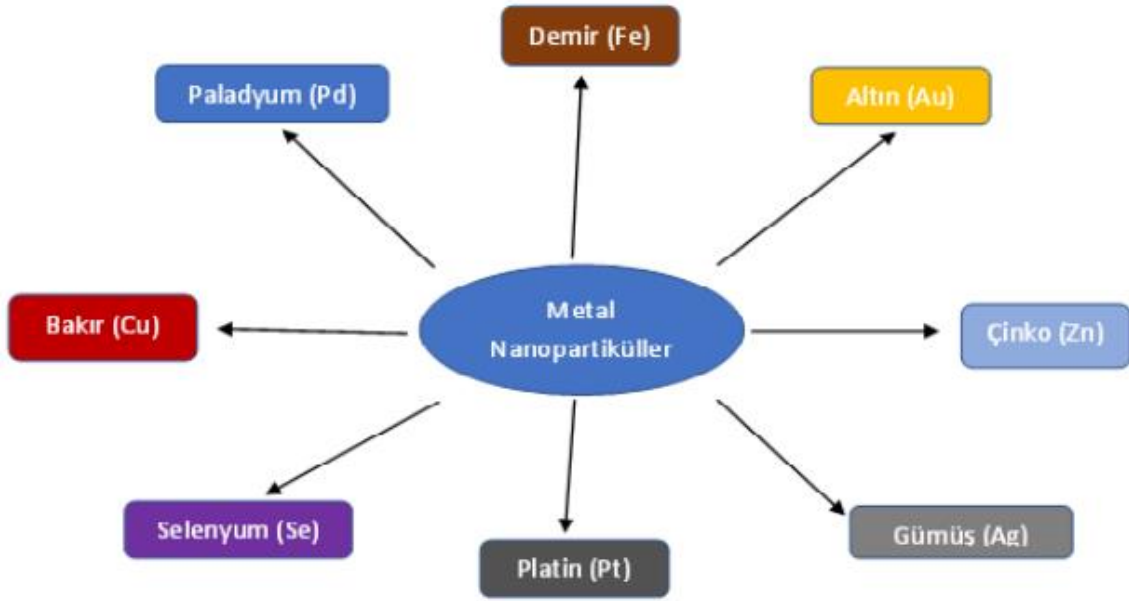 Demir (Fe)
Paladyum (Pd)
Altın (Au)
Metal
Nanopartiküller
Bakır (Cu)
Çinko (Zn)
Selenyum (Se)
Gümüş (Ag)
Platin (Pt)